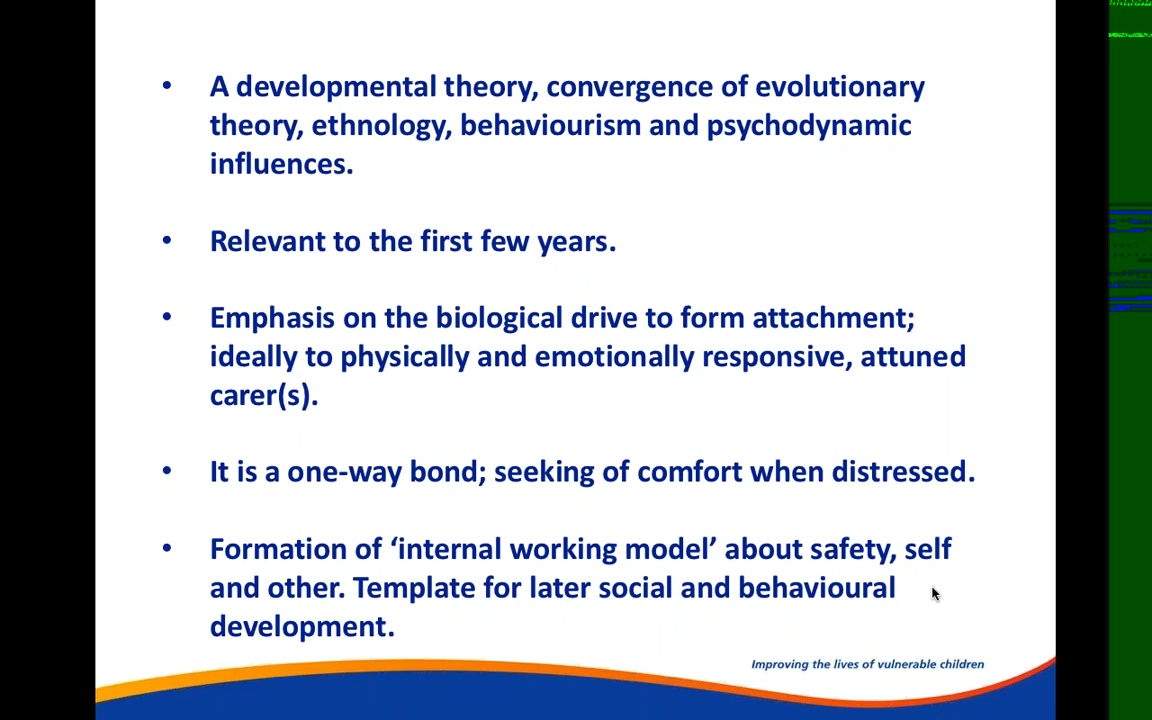 • A developmental theory, convergence of evolutionary
theory, ethnology, behaviourism and psychodynamic
influences.
• Relevant to the first few years.
• Emphasis on the biological drive to form attachment;
ideally to physically and emotionally responsive, attuned
carer(s).
• It is a one-way bond; seeking of comfort when distressed.
• Formation of ‘internal working model’ about safety, self
and other. Template for later social and behavioural
development.
Improving the lives of vulnerable children